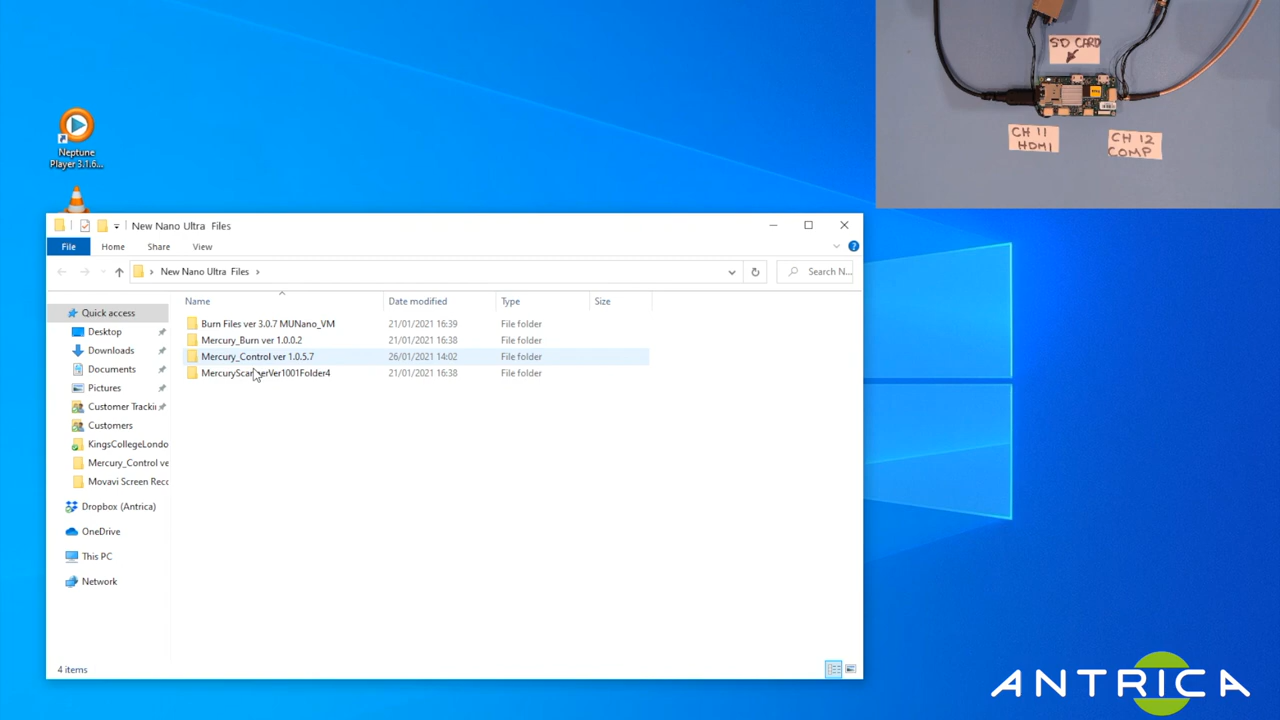 SD CARD
CH 11
HDMI
CH 12
COMP
Neptune
Player 3.1.6...
New Nano Ultra Files
File
Home
Share
View
New Nano Ultra Files
Search N...
Name
Date modified
Type
Size
Quick access
Desktop
Downloads
Documents
Pictures
Customer Trackin
Customers
KingsCollegeLondo
Mercury_Control ve
Movavi Screen Reco
Dropbox (Antrica)
OneDrive
This PC
Network
Burn Files ver 3.0.7 MUNano_VM 21/01/2021 16:39 File folder
Mercury_Burn ver 1.0.0.2 21/01/2021 16:38 File folder
Mercury_Control ver 1.0.5.7 26/01/2021 14:02 File folder
MercuryScannerVer1001Folder4 21/01/2021 16:38 File folder
4 items
ANTRICA